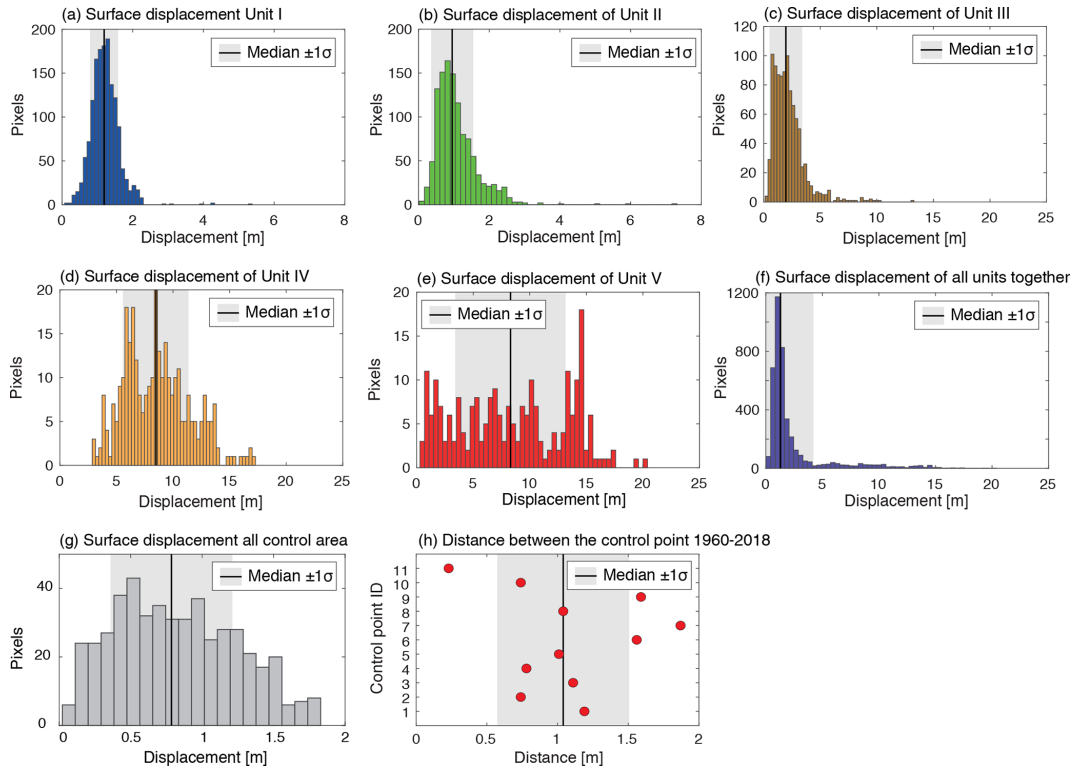 (a) Surface displacement Unit I
200
150
100
50
0
Pixels
Median ±1σ
0 2 4 6 8
Displacement [m]
(b) Surface displacement of Unit II
200
150
100
50
0
Pixels
Median ±1σ
0 2 4 6 8
Displacement [m]
(c) Surface displacement of Unit III
120
100
80
60
40
20
0
Pixels
Median ±1σ
0 5 10 15 20 25
Displacement [m]
(d) Surface displacement of Unit IV
20
15
10
5
0
Pixels
Median ±1σ
0 5 10 15 20 25
Displacement [m]
(e) Surface displacement of Unit V
20
15
10
5
0
Pixels
Median ±1σ
0 5 10 15 20 25
Displacement [m]
(f) Surface displacement of all units together
1200
800
400
0
Pixels
Median ±1σ
0 5 10 15 20 25
Displacement [m]
(g) Surface displacement all control area
40
20
0
Pixels
Median ±1σ
0 0.5 1 1.5 2
Displacement [m]
(h) Distance between the control point 1960-2018
11
10
9
8
7
6
5
4
3
2
1
Control point ID
Median ±1σ
0 0.5 1 1.5 2
Distance [m]